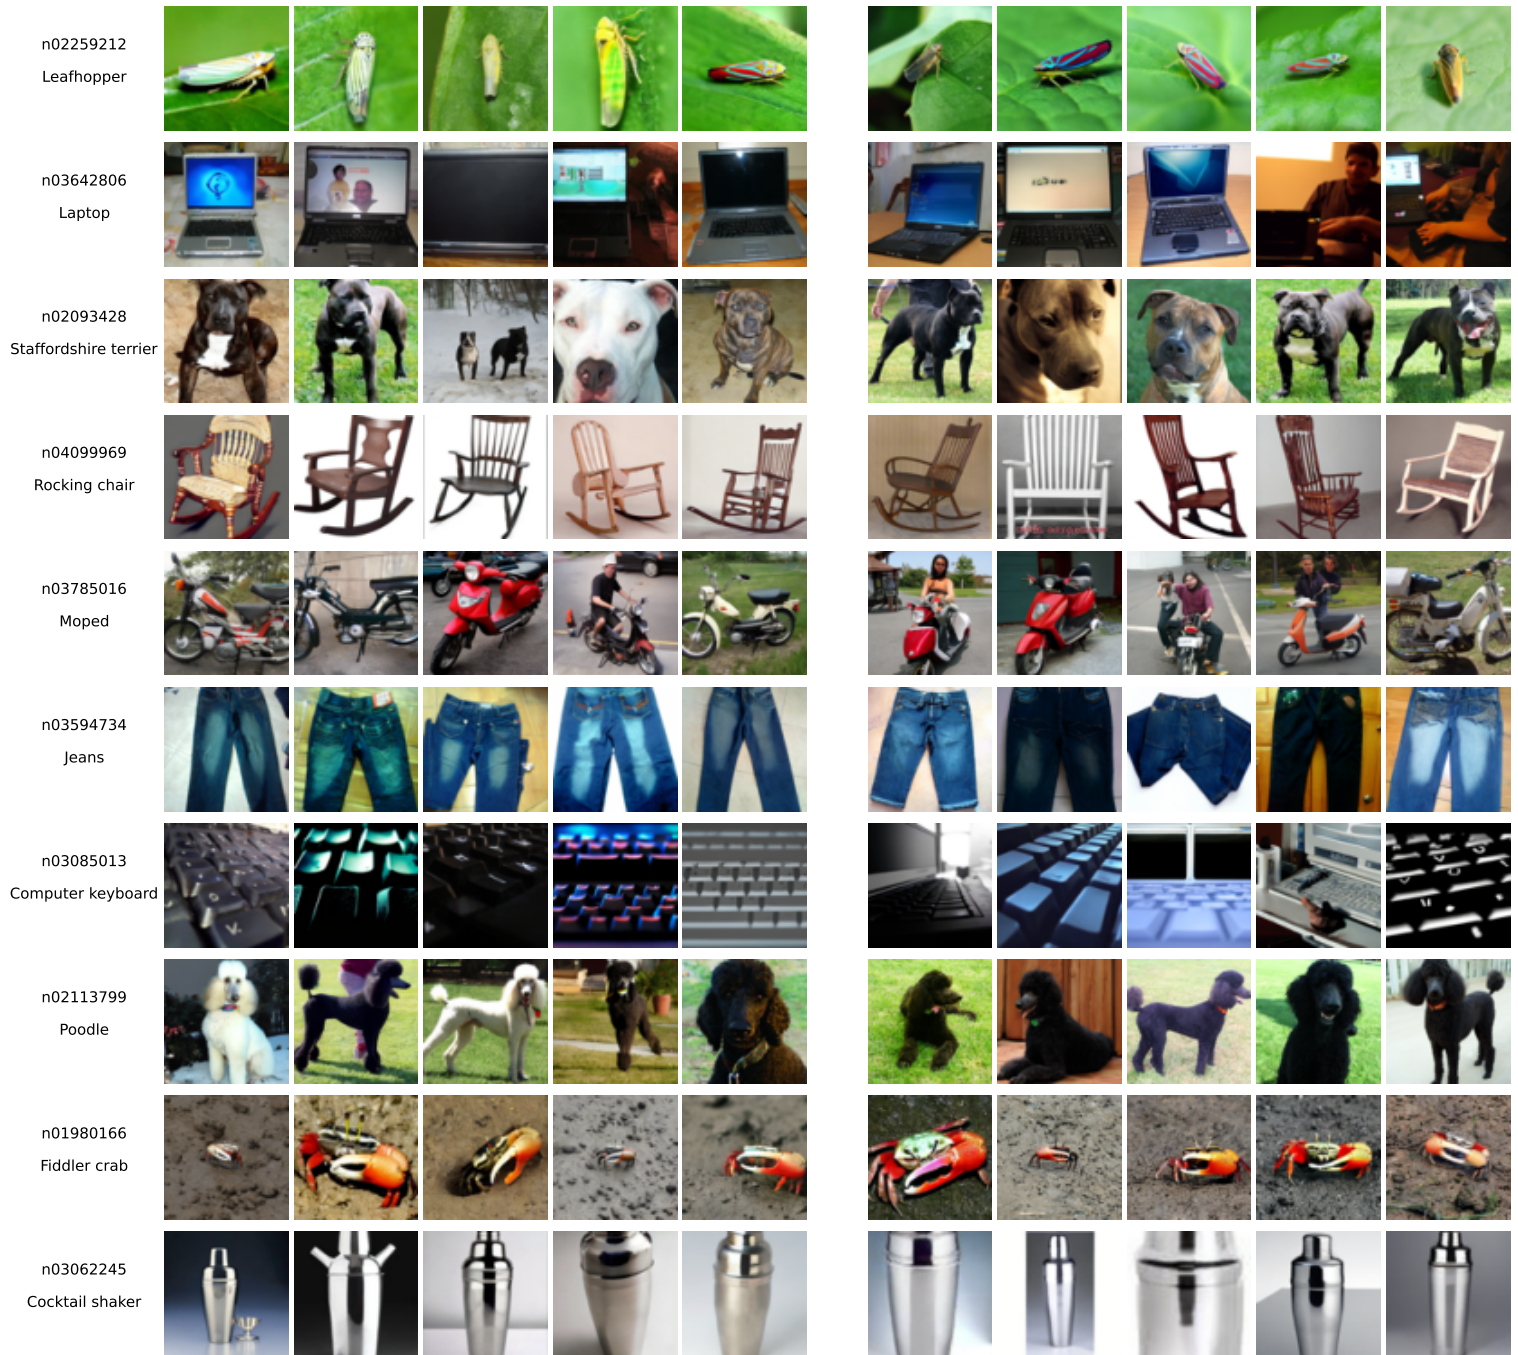 n02259212
Leafhopper
n03642806
Laptop
n02093428
Staffordshire terrier
n04099969
Rocking chair
n03785016
Moped
n03594734
Jeans
n03085013
Computer keyboard
n02113799
Poodle
n01980166
Fiddler crab
n03062245
Cocktail shaker